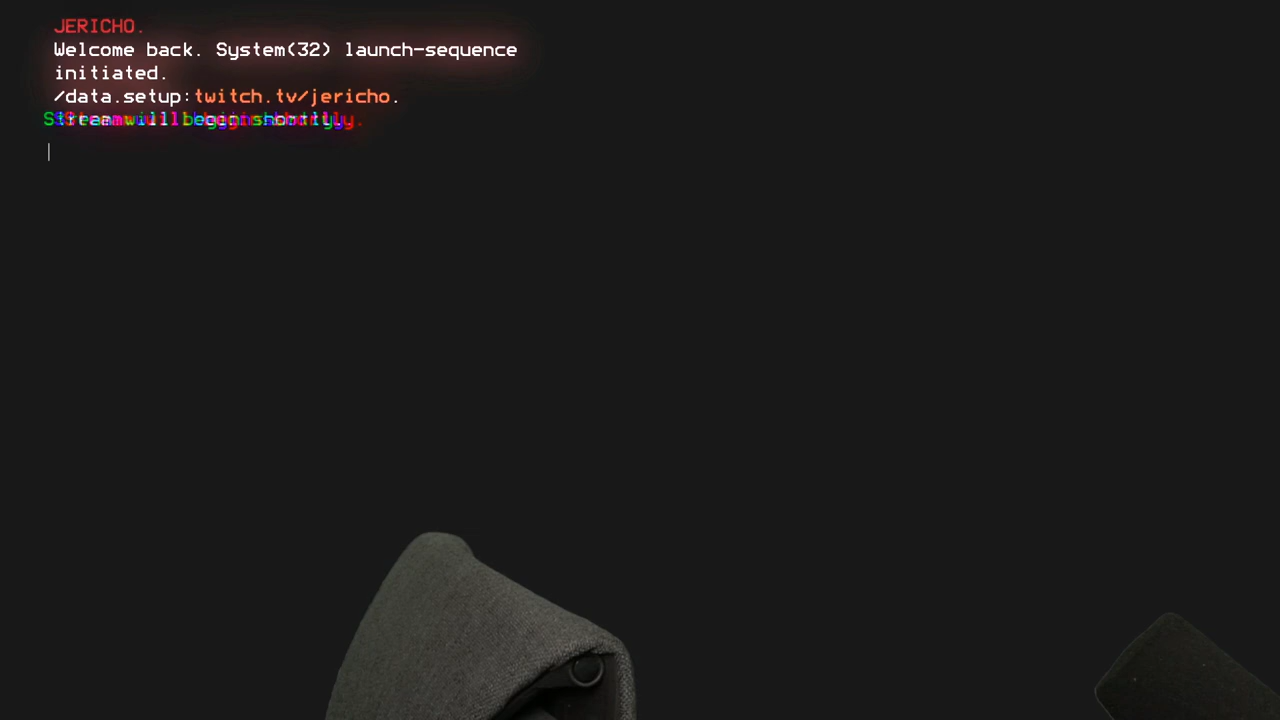 JERICHO.
Welcome back. System(32) launch-sequence
initiated.
/data.setup:twitch.tv/jericho.
Stream will begin shortly.